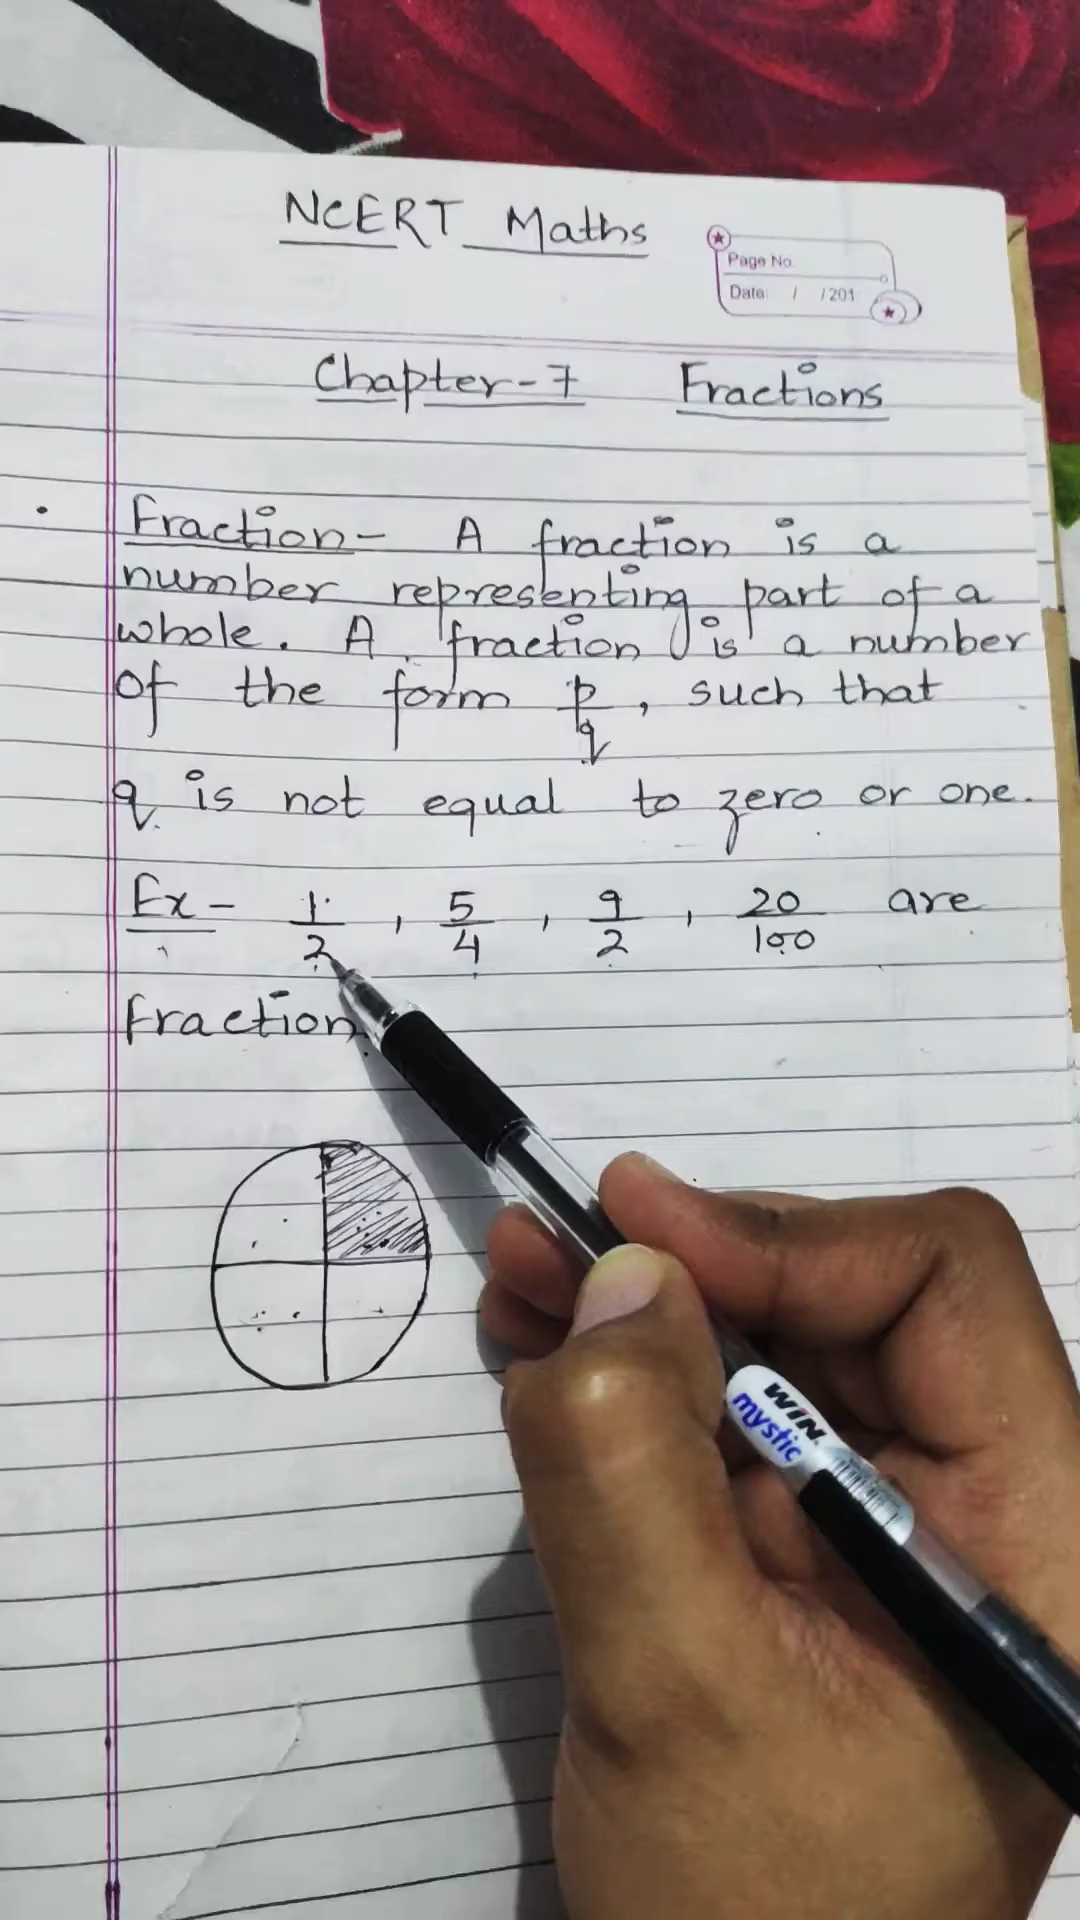 NCERT Maths
Page No.
Date: / /201
Chapter-7 Fractions
Fraction- A fraction is a
number representing part of a
whole. A fraction is a number
of the form p/q, such that
q is not equal to zero or one.
Ex- 1/2, 5/4, 9/2, 20/100 are
fraction.
WIN
mystic